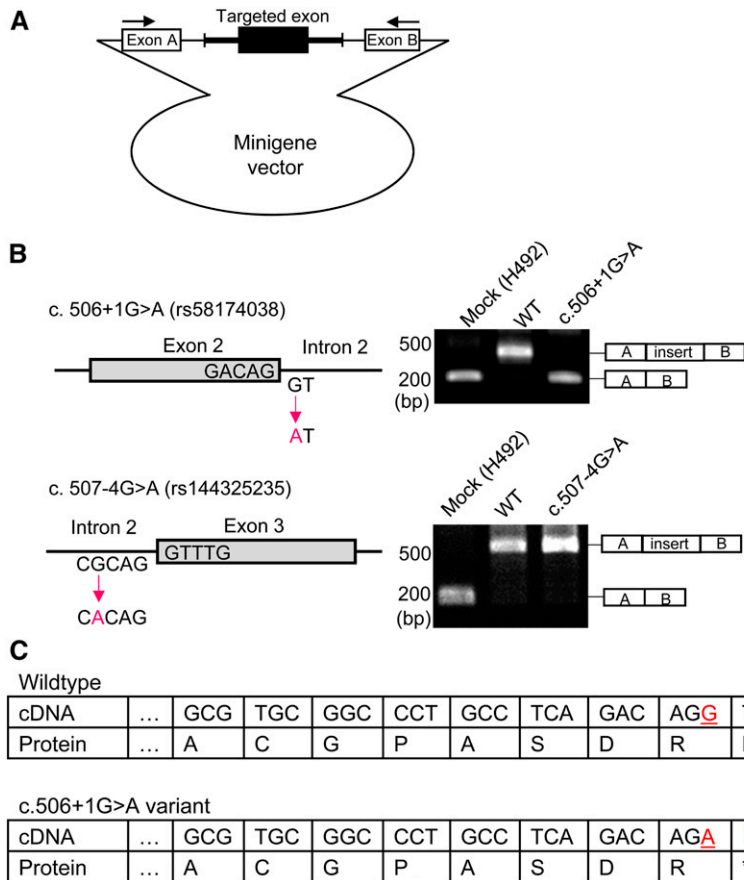 A
Targeted exon
Exon A
Exon B
Minigene
vector
B
c. 506+1G>A (rs58174038)
Exon 2
Intron 2
GACAG
GT
AT
Mock (H492)
WT
c.506+1G>A
500
200
(bp)
A insert B
A B
c. 507-4G>A (rs144325235)
Intron 2
Exon 3
CGCAG
GTTTG
CACAG
Mock (H492)
WT
c.507-4G>A
500
200
(bp)
A insert B
A B
C
Wildtype
cDNA ... GCG TGC GGC CCT GCC TCA GAC AGG
Protein ... A C G P A S D R
c.506+1G>A variant
cDNA ... GCG TGC GGC CCT GCC TCA GAC AGA
Protein ... A C G P A S D R